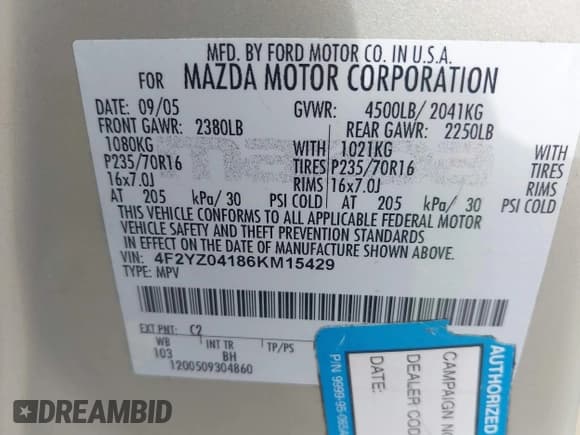 MFD. BY FORD MOTOR CO. IN U.S.A.
FOR MAZDA MOTOR CORPORATION
DATE: 09/05 GVWR: 4500LB/ 2041KG
FRONT GAWR: 2380LB REAR GAWR: 2250LB
1080KG WITH 1021KG WITH
P235/70R16 TIRES P235/70R16 TIRES
16x7.0J RIMS 16x7.0J RIMS
AT 205 kPa/ 30 PSI COLD AT 205 kPa/ 30 PSI COLD
THIS VEHICLE CONFORMS TO ALL APPLICABLE FEDERAL MOTOR
VEHICLE SAFETY AND THEFT PREVENTION STANDARDS
IN EFFECT ON THE DATE OF MANUFACTURE SHOWN ABOVE.
VIN: 4F2YZ04186KM15429
TYPE: MPV
EXT PNT: C2
WB INT TR TP/PS
103 BH
1200509304860
P/N 9999-95-065A
DATE:
DEALER COD
CAMPAIGN NO
AUTHORIZED
DREAMBID